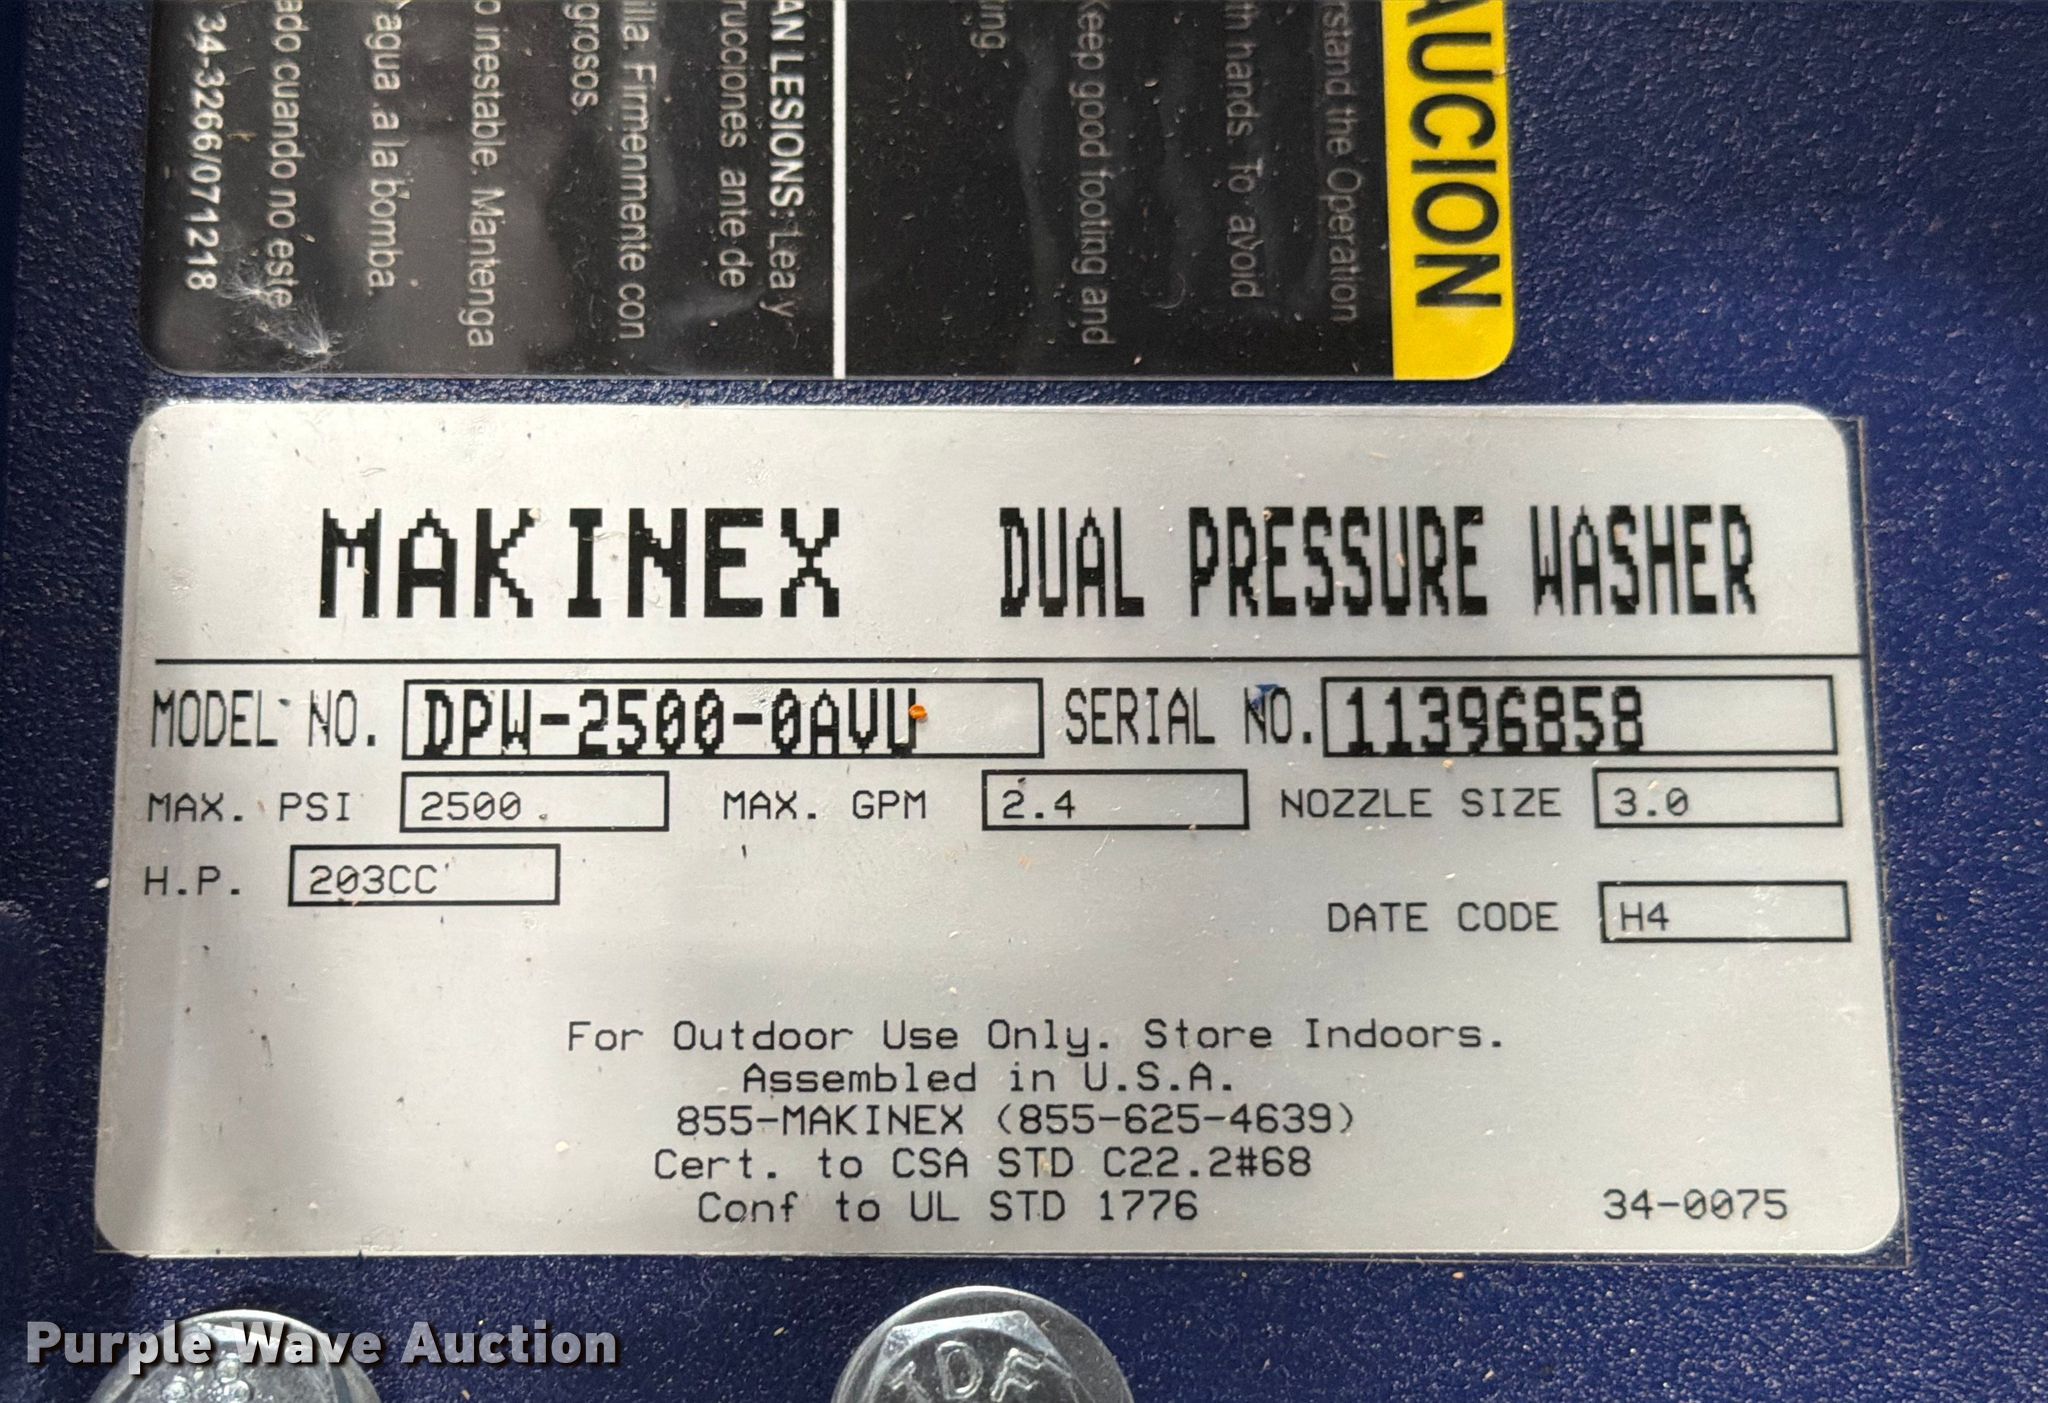 AUCION
rstand the Operation
th hands. To avoid
Keep good footing and
AN LESIONS: Lea y
rucciones ante de
illa. Firmenmente con
grosos.
o inestable. Mantenga
agua a la bomba.
ado cuando no este
34-3266/071218
MAKINEX DUAL PRESSURE WASHER
MODEL NO. DPW-2500-0AVU SERIAL NO. 11396858
MAX. PSI 2500 MAX. GPM 2.4 NOZZLE SIZE 3.0
H.P. 203CC
DATE CODE H4
For Outdoor Use Only. Store Indoors.
Assembled in U.S.A.
855-MAKINEX (855-625-4639)
Cert. to CSA STD C22.2#68
Conf to UL STD 1776
34-0075
Purple Wave Auction